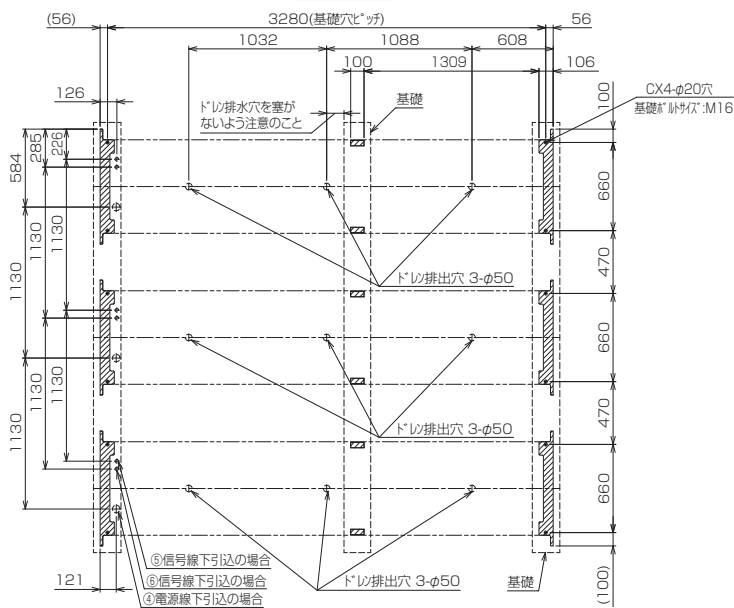 (56)
3280(基礎穴ピッチ)
56
1032
1088
608
100
1309
106
126
ドレン排水穴を塞が
ないよう注意のこと
基礎
CX4-φ20穴
基礎ボルトサイズ:M16
100
584
285
226
660
1130
1130
1130
ドレン排出穴 3-φ50
470
660
1130
1130
1130
ドレン排出穴 3-φ50
470
660
⑤信号線下引込の場合
⑥信号線下引込の場合
④電源線下引込の場合
121
ドレン排出穴 3-φ50
基礎
(100)